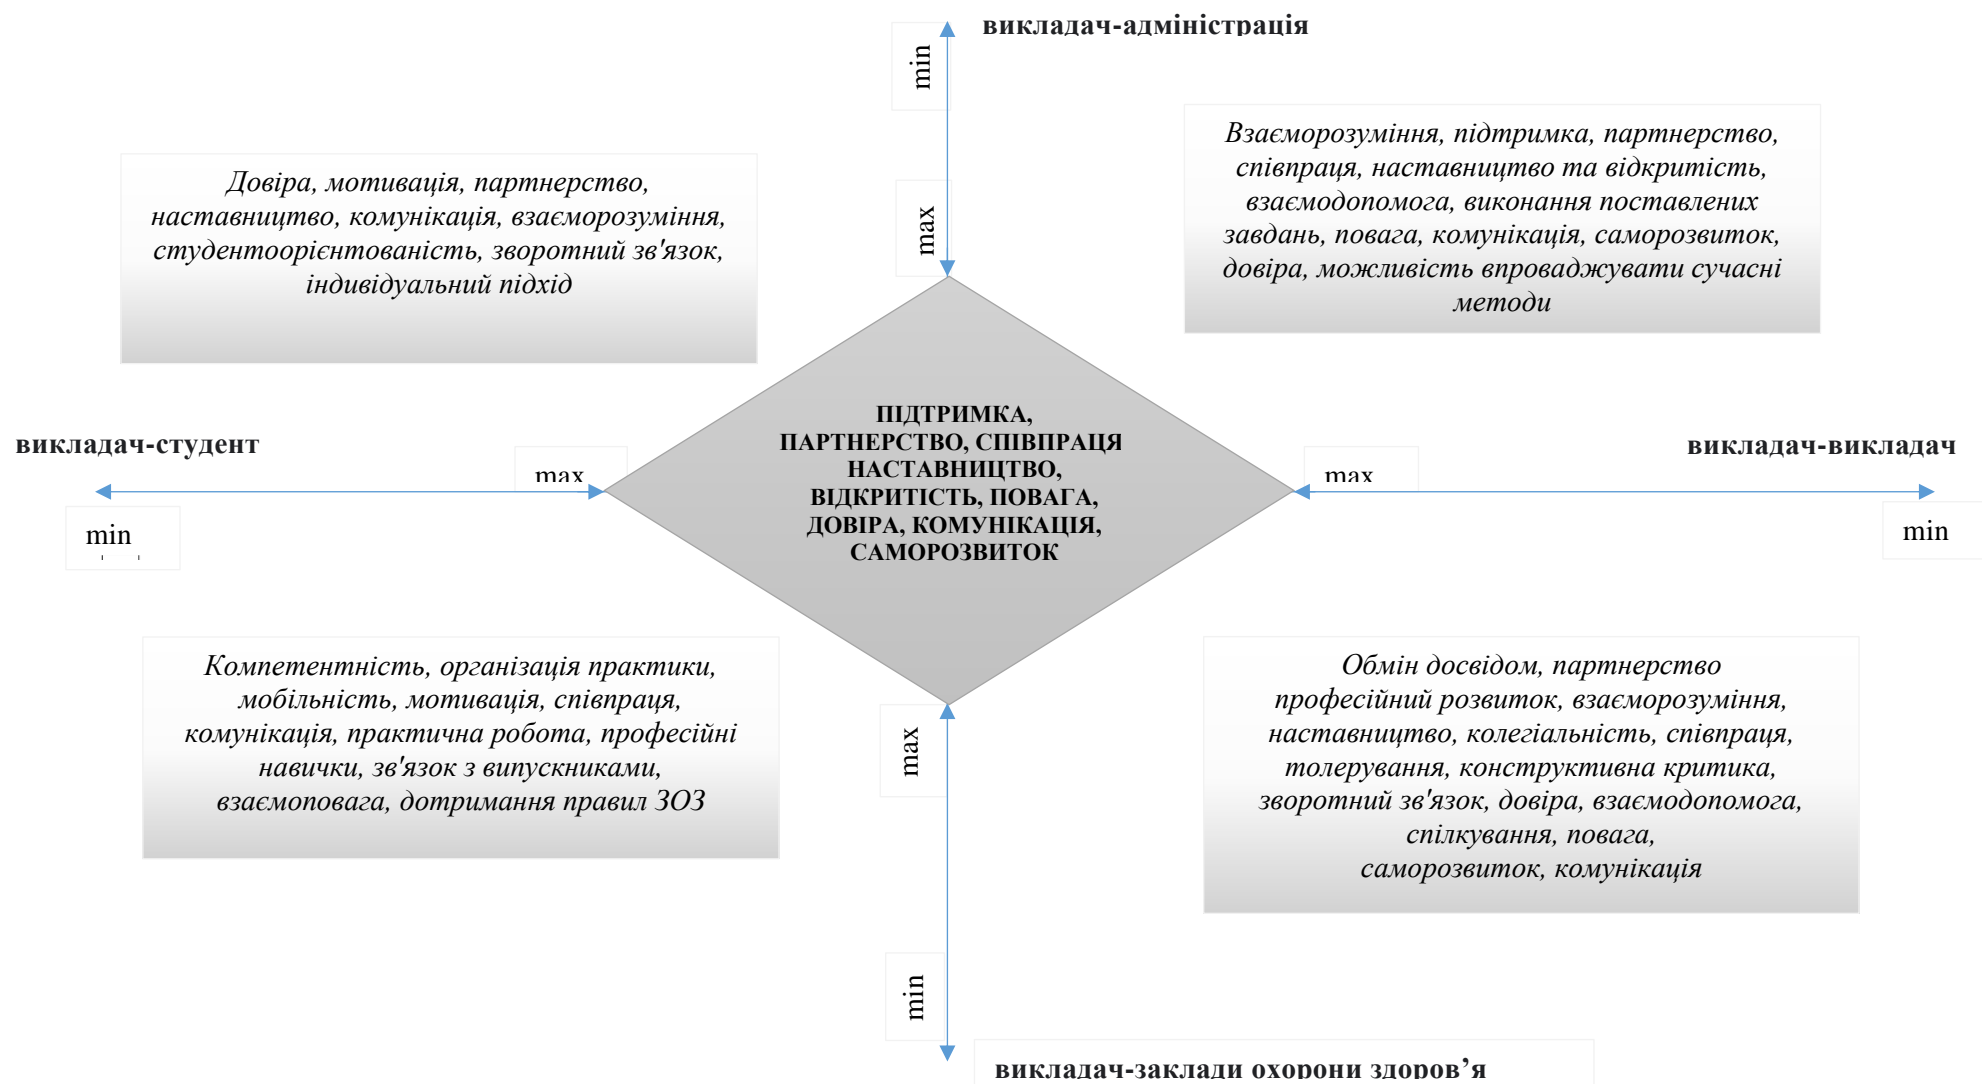 викладач-адміністрація
min
max
Довіра, мотивація, партнерство,
наставництво, комунікація, взаєморозуміння,
студентоорієнтованість, зворотний зв'язок,
індивідуальний підхід
Взаєморозуміння, підтримка, партнерство,
співпраця, наставництво та відкритість,
взаємодопомога, виконання поставлених
завдань, повага, комунікація, саморозвиток,
довіра, можливість впроваджувати сучасні
методи
викладач-студент
max
min
ПІДТРИМКА,
ПАРТНЕРСТВО, СПІВПРАЦЯ
НАСТАВНИЦТВО,
ВІДКРИТІСТЬ, ПОВАГА,
ДОВІРА, КОМУНІКАЦІЯ,
САМОРОЗВИТОК
викладач-викладач
max
min
Компетентність, організація практики,
мобільність, мотивація, співпраця,
комунікація, практична робота, професійні
навички, зв'язок з випускниками,
взаємоповага, дотримання правил ЗОЗ
max
min
Обмін досвідом, партнерство
професійний розвиток, взаєморозуміння,
наставництво, колегіальність, співпраця,
толерування, конструктивна критика,
зворотний зв'язок, довіра, взаємодопомога,
спілкування, повага,
саморозвиток, комунікація
викладач-заклади охорони здоров’я